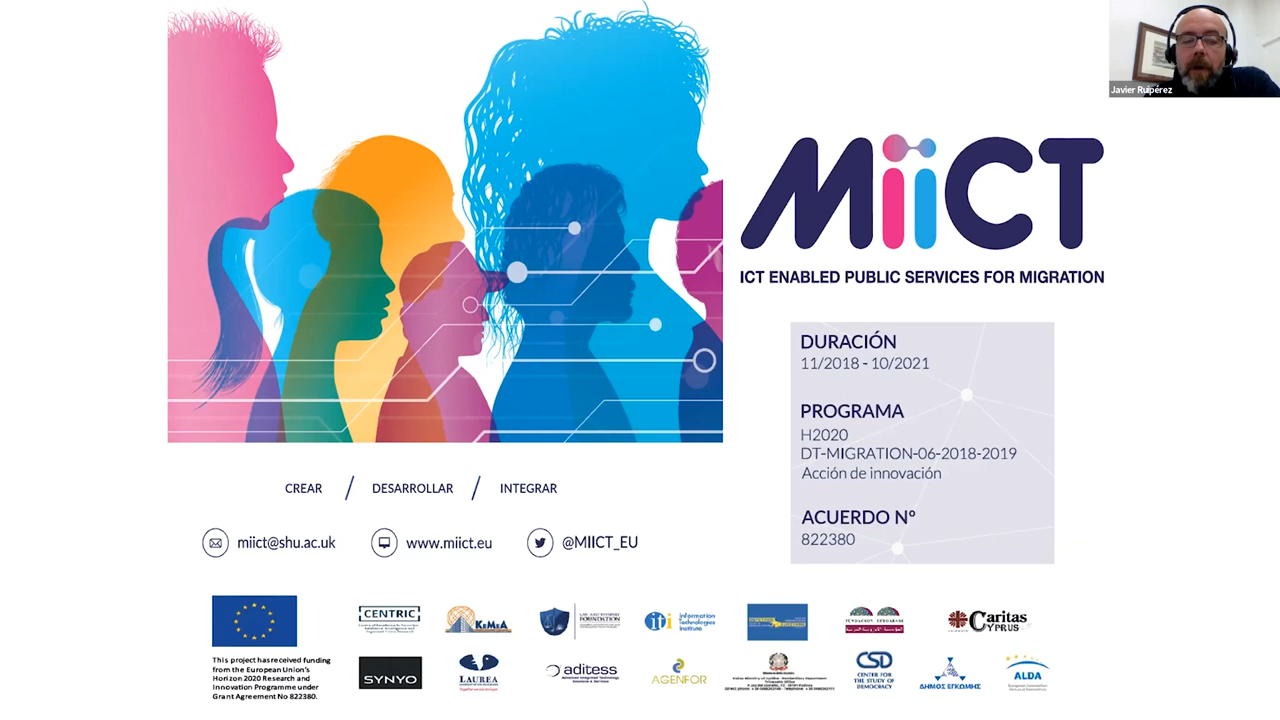 Javier Rupérez
MiiCT
ICT ENABLED PUBLIC SERVICES FOR MIGRATION
DURACIÓN
11/2018 - 10/2021
PROGRAMA
H2020
DT-MIGRATION-06-2018-2019
Acción de innovación
ACUERDO Nº
822380
CREAR / DESARROLLAR / INTEGRAR
miict@shu.ac.uk
www.miict.eu
@MIICT_EU
This project has received funding
from the European Union's
Horizon 2020 Research and
Innovation Programme under
Grant Agreement No 822380.
CENTRIC
KEMEA
FOUNDATION
iti Information
Technologies
Institute
Caritas
CYPRUS
SYNYO
LAUREA
aditess
AGENFOR
CSD
CENTER
FOR THE
STUDY OF
DEMOCRACY
ΔΗΜΟΣ ΕΓΚΩΜΗΣ
ALDA